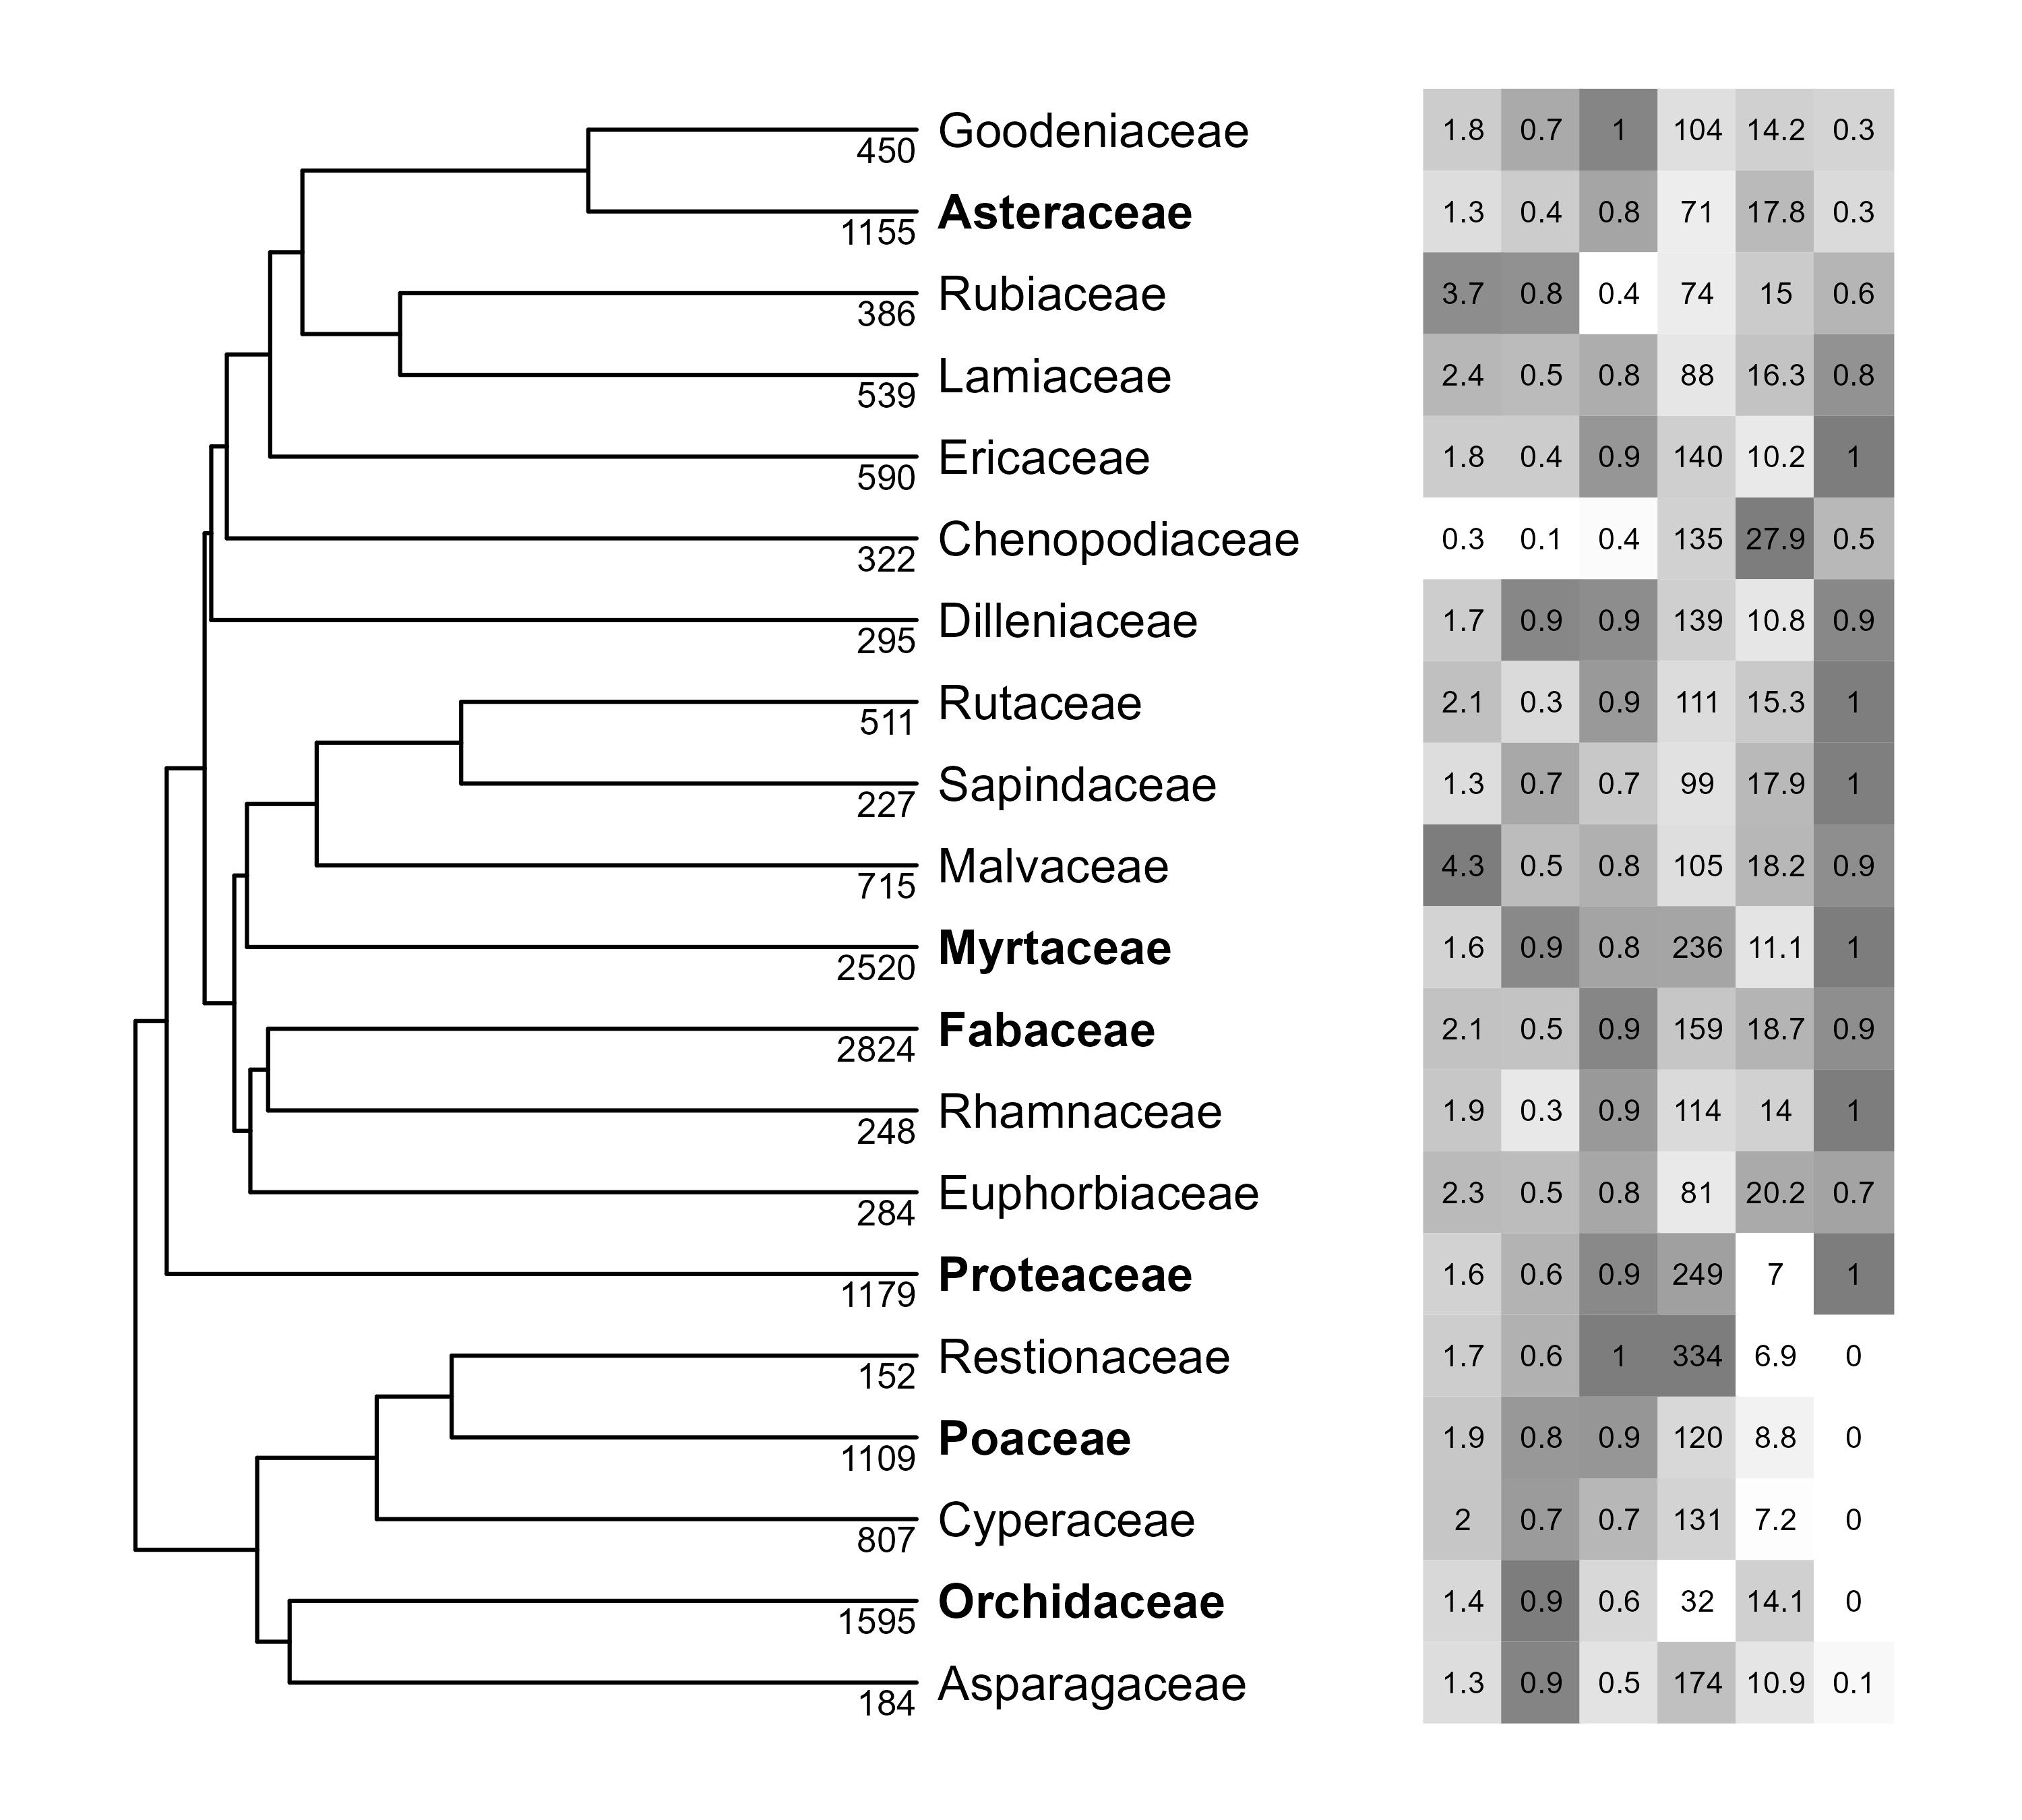 Goodeniaceae 1.8 0.7 1 104 14.2 0.3
450
Asteraceae 1.3 0.4 0.8 71 17.8 0.3
1155
Rubiaceae 3.7 0.8 0.4 74 15 0.6
386
Lamiaceae 2.4 0.5 0.8 88 16.3 0.8
539
Ericaceae 1.8 0.4 0.9 140 10.2 1
590
Chenopodiaceae 0.3 0.1 0.4 135 27.9 0.5
322
Dilleniaceae 1.7 0.9 0.9 139 10.8 0.9
295
Rutaceae 2.1 0.3 0.9 111 15.3 1
511
Sapindaceae 1.3 0.7 0.7 99 17.9 1
227
Malvaceae 4.3 0.5 0.8 105 18.2 0.9
715
Myrtaceae 1.6 0.9 0.8 236 11.1 1
2520
Fabaceae 2.1 0.5 0.9 159 18.7 0.9
2824
Rhamnaceae 1.9 0.3 0.9 114 14 1
248
Euphorbiaceae 2.3 0.5 0.8 81 20.2 0.7
284
Proteaceae 1.6 0.6 0.9 249 7 1
1179
Restionaceae 1.7 0.6 1 334 6.9 0
152
Poaceae 1.9 0.8 0.9 120 8.8 0
1109
Cyperaceae 2 0.7 0.7 131 7.2 0
807
Orchidaceae 1.4 0.9 0.6 32 14.1 0
1595
Asparagaceae 1.3 0.9 0.5 174 10.9 0.1
184